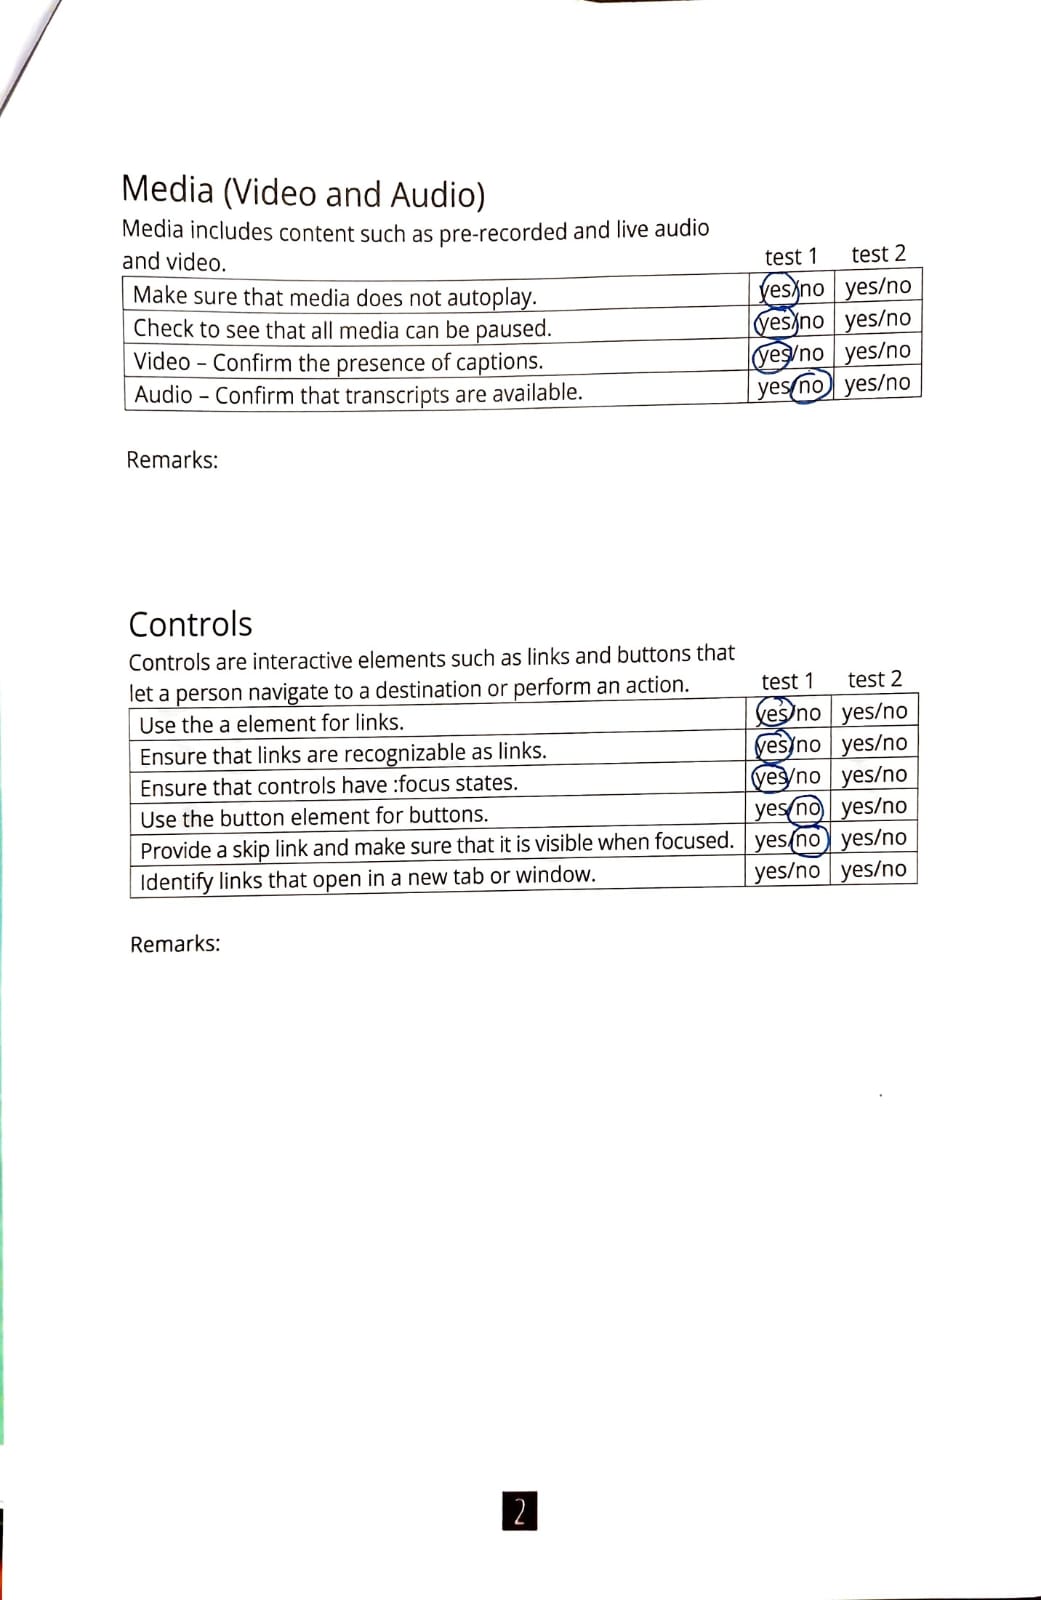 Media (Video and Audio)
Media includes content such as pre-recorded and live audio
and video. test 1 test 2
Make sure that media does not autoplay. yes/no yes/no
Check to see that all media can be paused. yes/no yes/no
Video – Confirm the presence of captions. yes/no yes/no
Audio – Confirm that transcripts are available. yes/no yes/no
Remarks:
Controls
Controls are interactive elements such as links and buttons that
let a person navigate to a destination or perform an action. test 1 test 2
Use the a element for links. yes/no yes/no
Ensure that links are recognizable as links. yes/no yes/no
Ensure that controls have :focus states. yes/no yes/no
Use the button element for buttons. yes/no yes/no
Provide a skip link and make sure that it is visible when focused. yes/no yes/no
Identify links that open in a new tab or window. yes/no yes/no
Remarks:
2